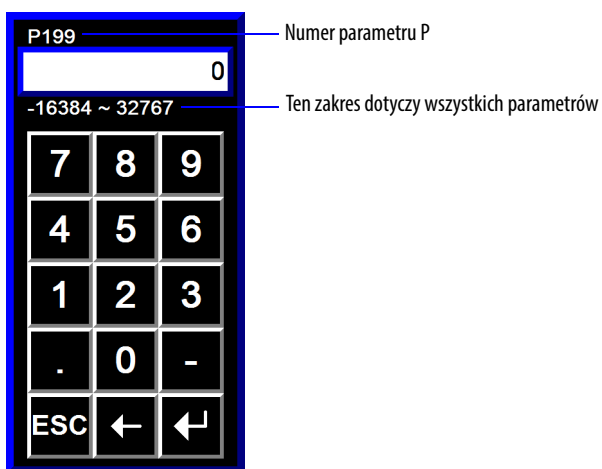 P199
Numer parametru P
0
-16384 ~ 32767
Ten zakres dotyczy wszystkich parametrów
7 8 9
4 5 6
1 2 3
. 0 -
ESC ← ↵